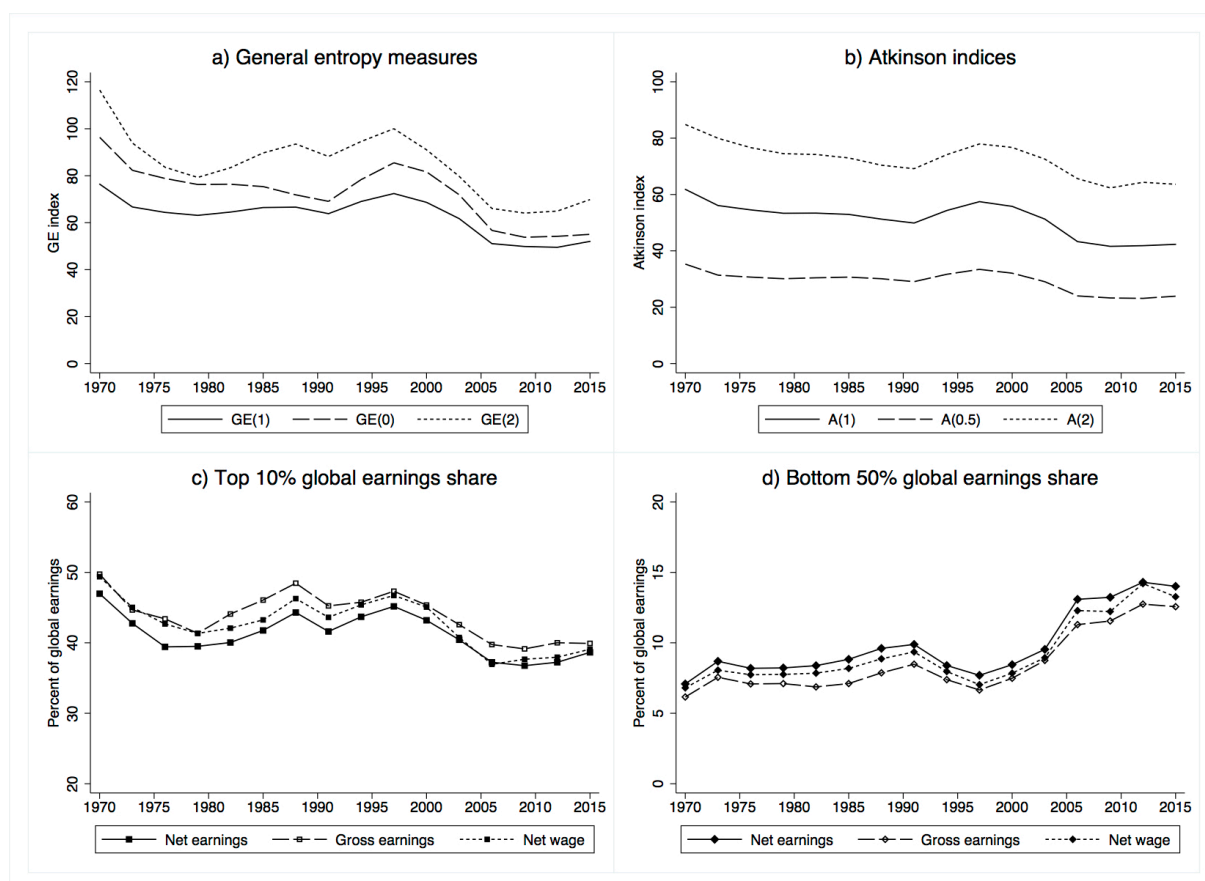 a) General entropy measures
GE index
120
100
80
60
40
20
0
1970 1975 1980 1985 1990 1995 2000 2005 2010 2015
GE(1) GE(0) GE(2)
b) Atkinson indices
Atkinson index
100
80
60
40
20
0
1970 1975 1980 1985 1990 1995 2000 2005 2010 2015
A(1) A(0.5) A(2)
c) Top 10% global earnings share
Percent of global earnings
60
50
40
30
20
1970 1975 1980 1985 1990 1995 2000 2005 2010 2015
Net earnings Gross earnings Net wage
d) Bottom 50% global earnings share
Percent of global earnings
20
15
10
5
0
1970 1975 1980 1985 1990 1995 2000 2005 2010 2015
Net earnings Gross earnings Net wage